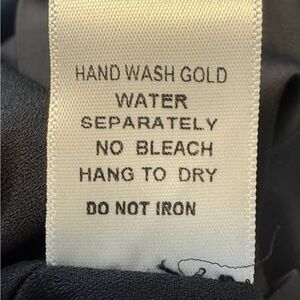 HAND WASH GOLD
WATER
SEPARATELY
NO BLEACH
HANG TO DRY
DO NOT IRON